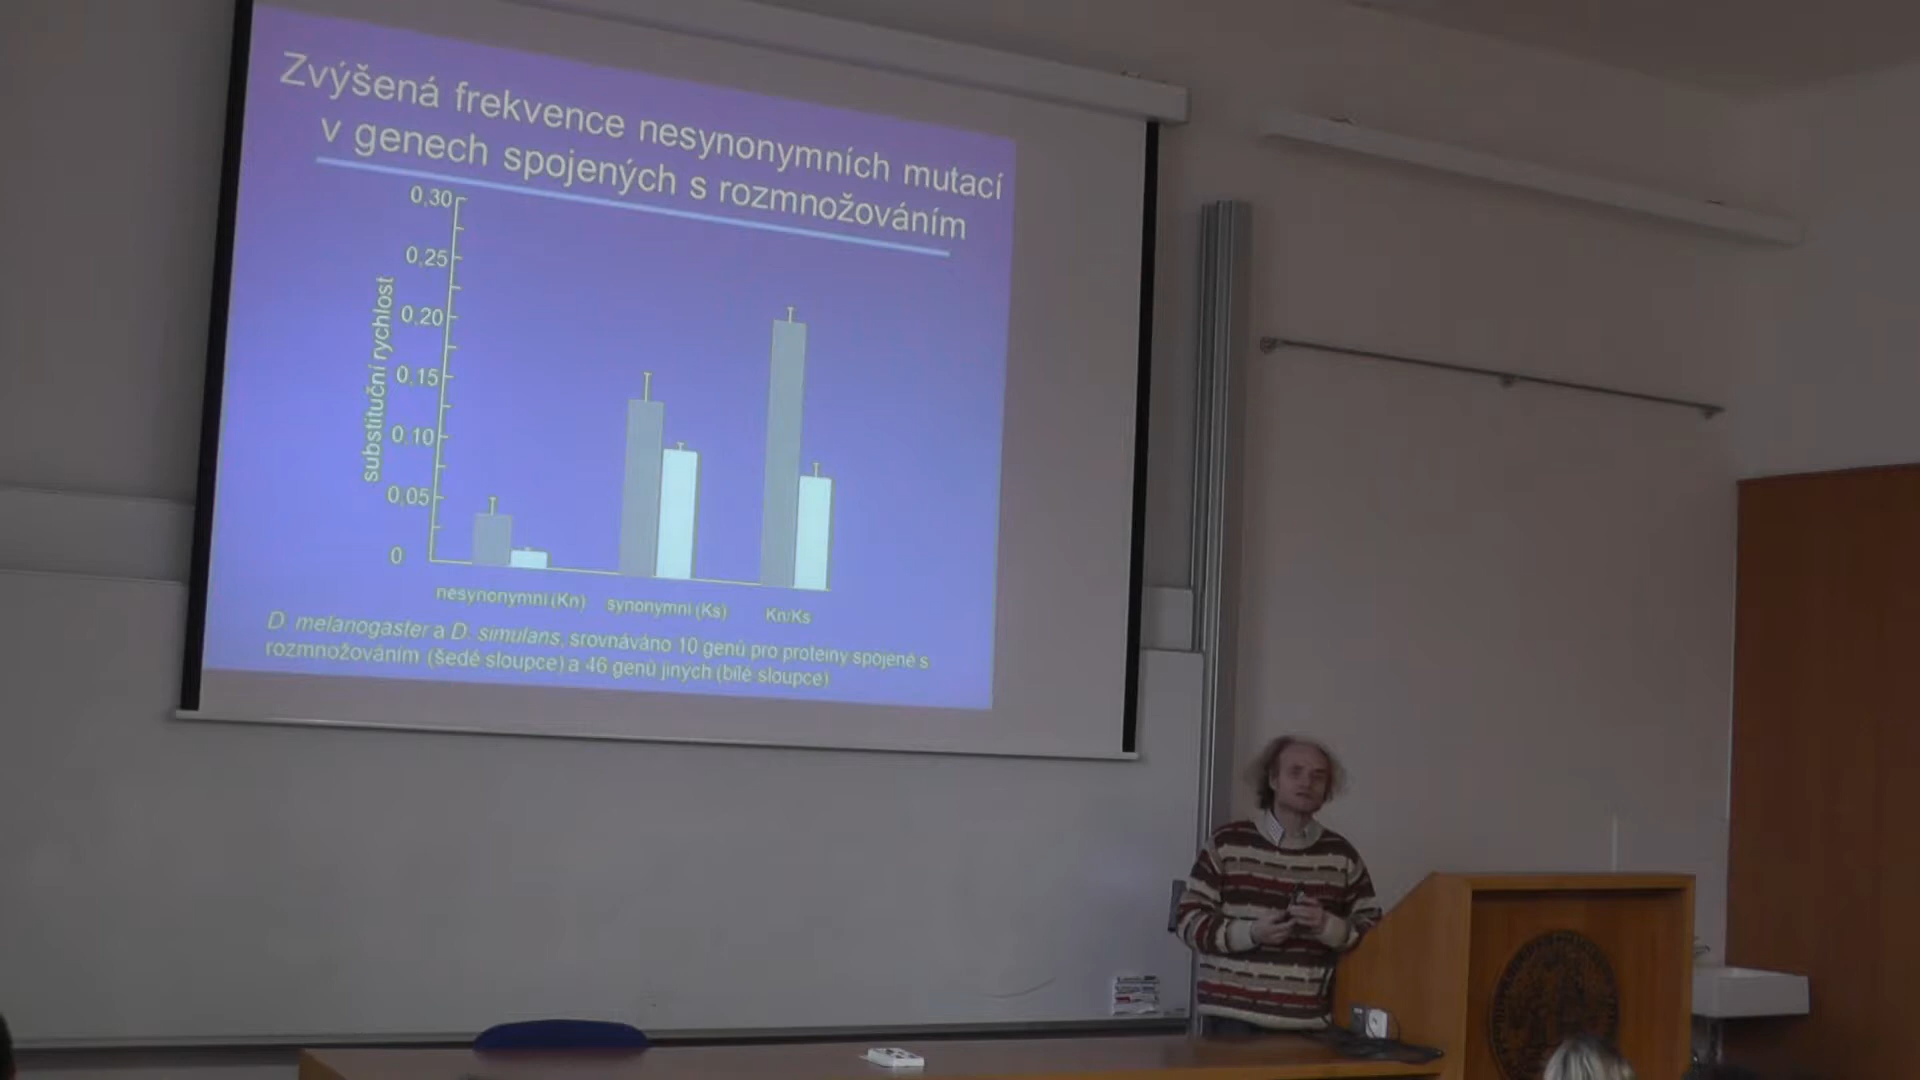 Zvýšená frekvence nesynonymních mutací
v genech spojených s rozmnožováním
0,30
0,25
0,20
0,15
0,10
0,05
0
substituční rychlost
nesynonymní (Kn)
synonymní (Ks)
Kn/Ks
D. melanogaster a D. simulans, srovnáváno 10 genů pro proteiny spojené s
rozmnožováním (šedé sloupce) a 46 genů jiných (bílé sloupce)